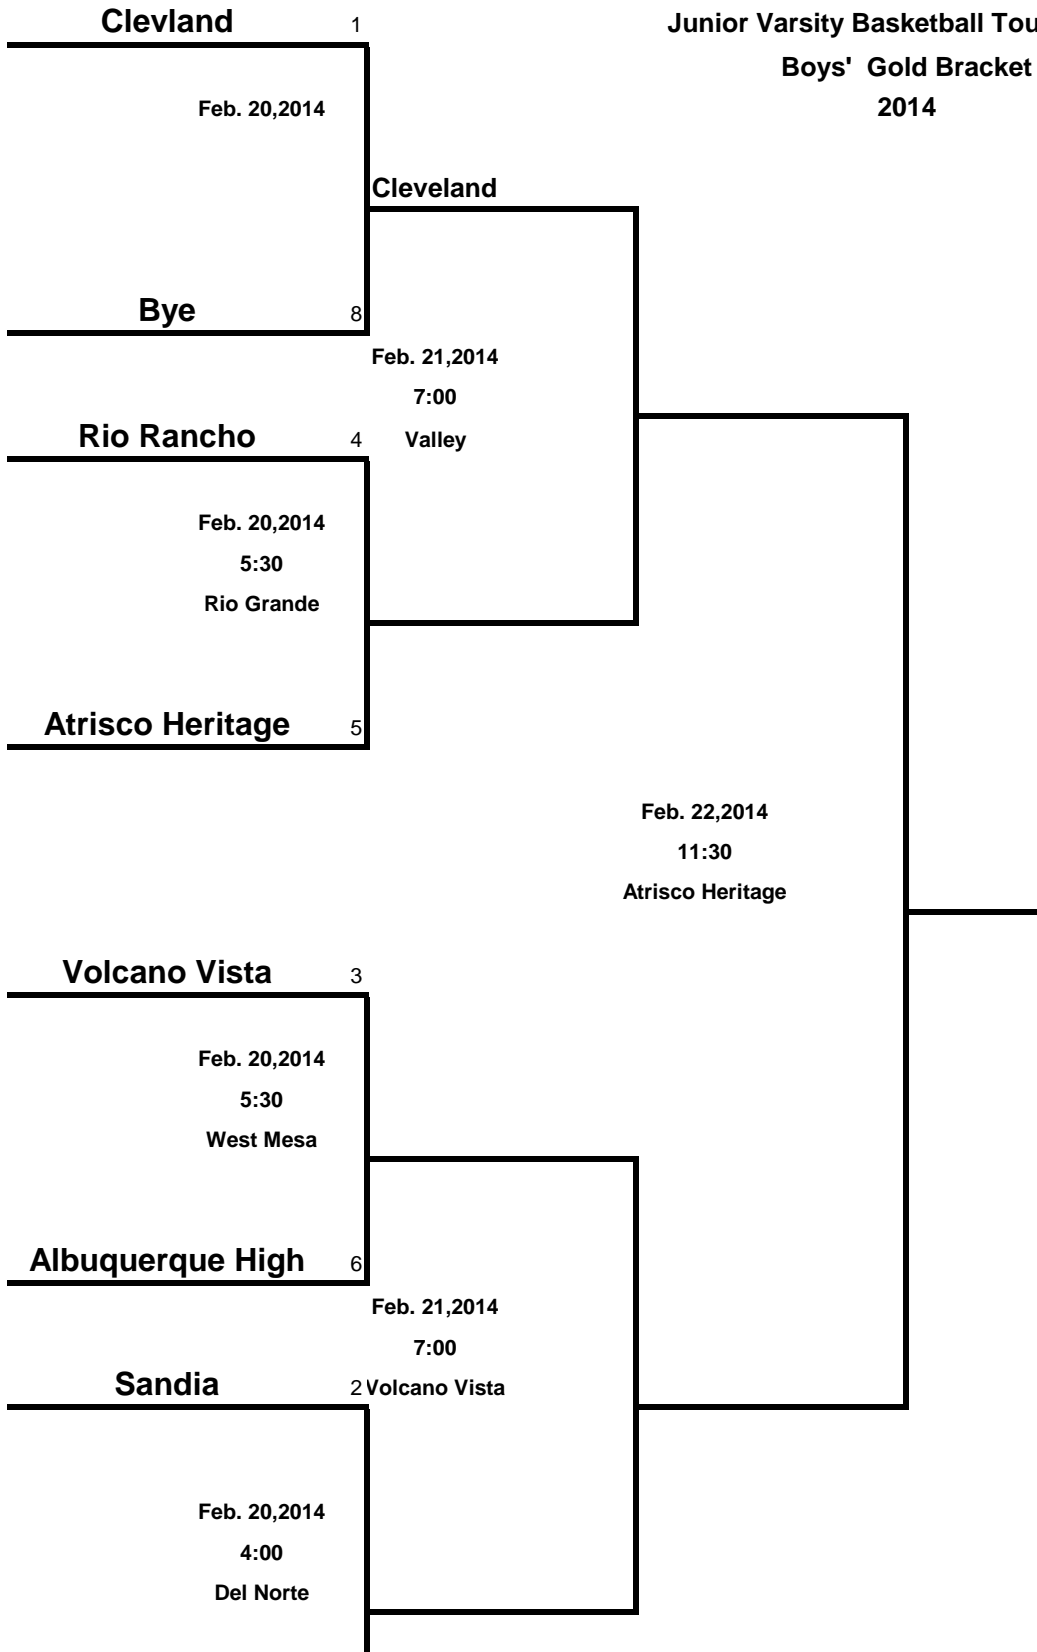 Clevland 1
Junior Varsity Basketball Tou
Boys' Gold Bracket
2014
Feb. 20,2014
Cleveland
Bye 8
Feb. 21,2014
7:00
Valley
Rio Rancho 4
Feb. 20,2014
5:30
Rio Grande
Atrisco Heritage 5
Feb. 22,2014
11:30
Atrisco Heritage
Volcano Vista 3
Feb. 20,2014
5:30
West Mesa
Albuquerque High 6
Feb. 21,2014
7:00
Volcano Vista
Sandia 2
Feb. 20,2014
4:00
Del Norte